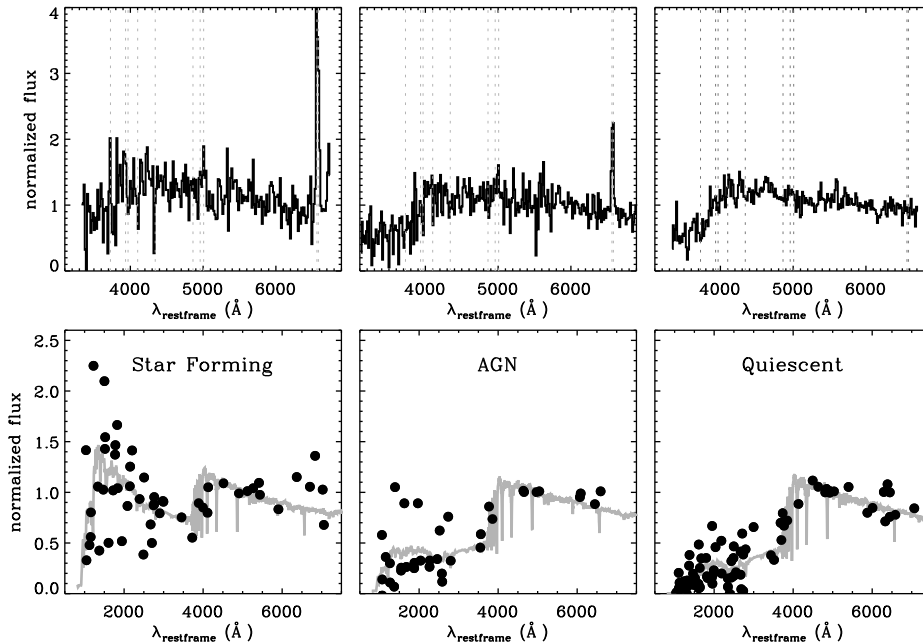 normalized flux
4
3
2
1
0
4000 5000 6000
λrestframe (Å)
4000 5000 6000
λrestframe (Å)
4000 5000 6000
λrestframe (Å)
normalized flux
2.5
2.0
1.5
1.0
0.5
0.0
Star Forming
AGN
Quiescent
2000 4000 6000
λrestframe (Å)
2000 4000 6000
λrestframe (Å)
2000 4000 6000
λrestframe (Å)